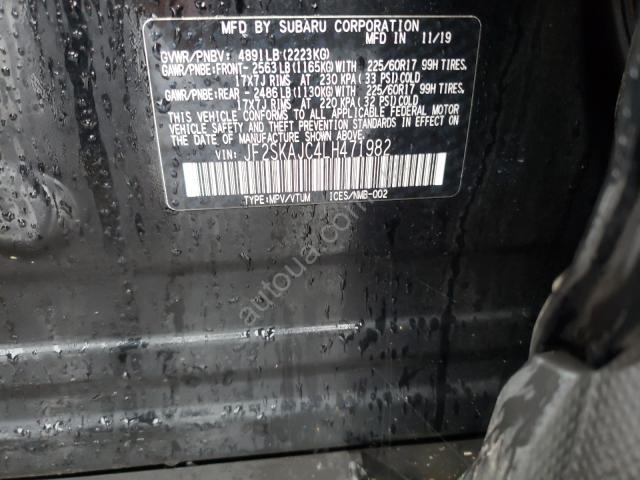 MFD BY SUBARU CORPORATION
MFD IN 11/19
GVWR/PNBV: 4891LB(2223KG)
GAWR/PNBE:FRONT- 2563LB(1165KG)WITH 225/60R17 99H TIRES,
17X7J RIMS AT 230 KPA(33 PSI)COLD
GAWR/PNBE:REAR - 2486LB(1130KG)WITH 225/60R17 99H TIRES,
17X7J RIMS AT 220 KPA(32 PSI)COLD
THIS VEHICLE CONFORMS TO ALL APPLICABLE FEDERAL MOTOR
VEHICLE SAFETY, BUMPER AND THEFT PREVENTION STANDARDS
IN EFFECT ON THE DATE OF MANUFACTURE SHOWN ABOVE.
VIN: JF2SKAJC4LH471982
TYPE:MPV/VTUM ICES/NMB-002
autoua.com